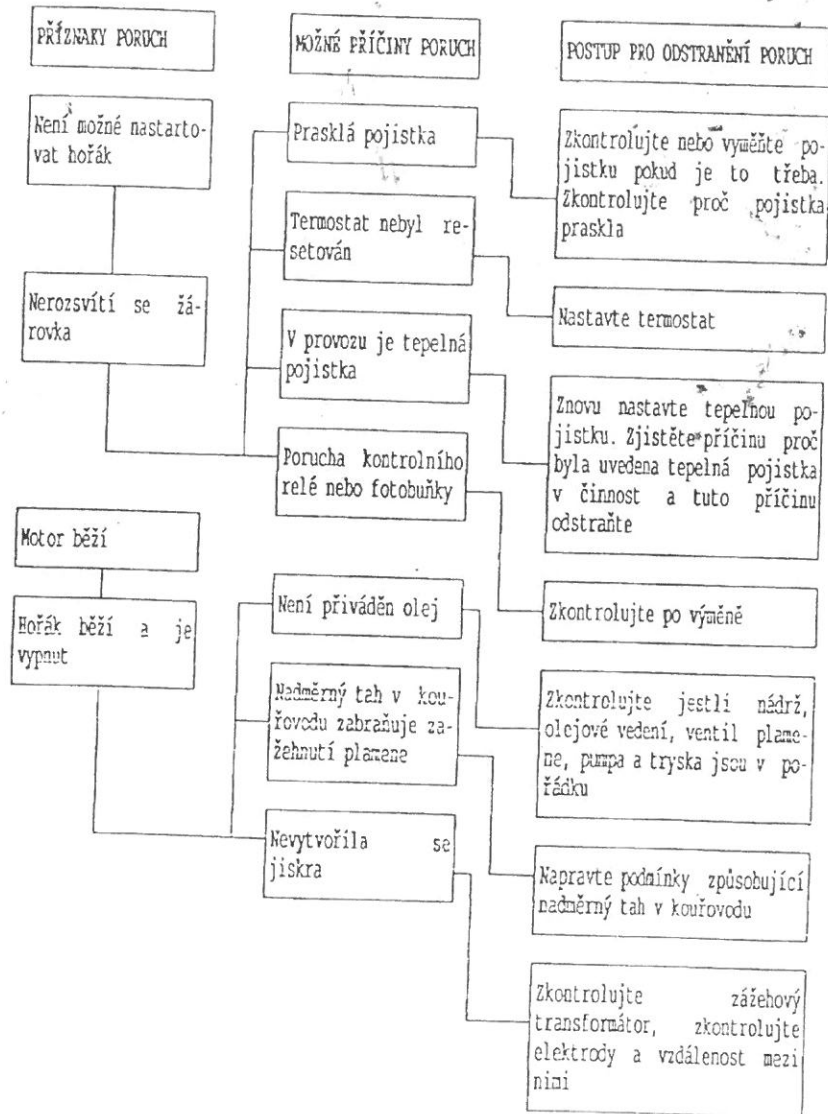 PŘÍZNAKY PORUCH
MOŽNÉ PŘÍČINY PORUCH
POSTUP PRO ODSTRANĚNÍ PORUCH
Není možné nastarto-
vat hořák
Prasklá pojistka
Zkontrolujte nebo vyměňte po-
jistku pokud je to třeba.
Zkontrolujte proč pojistka
praskla
Termostat nebyl re-
setován
Nerozsvítí se žá-
rovka
Nastavte termostat
V provozu je tepelná
pojistka
Znovu nastavte tepelnou po-
jistku. Zjistěte příčinu proč
byla uvedena tepelná pojistka
v činnost a tuto příčinu
odstraňte
Porucha kontrolního
relé nebo fotobuňky
Motor běží
Zkontrolujte po výměně
Hořák běží a je
vypnut
Není přiváděn olej
Zkontrolujte jestli nádrž,
olejové vedení, ventil plame-
ne, pumpa a tryska jsou v po-
řádku
Nadměrný tah v kou-
řovodu zabraňuje za-
žehnutí plamene
Nevytvořila se
jiskra
Napravte podmínky způsobující
nadměrný tah v kouřovodu
Zkontrolujte zážehový
transformátor, zkontrolujte
elektrody a vzdálenost mezi
nimi